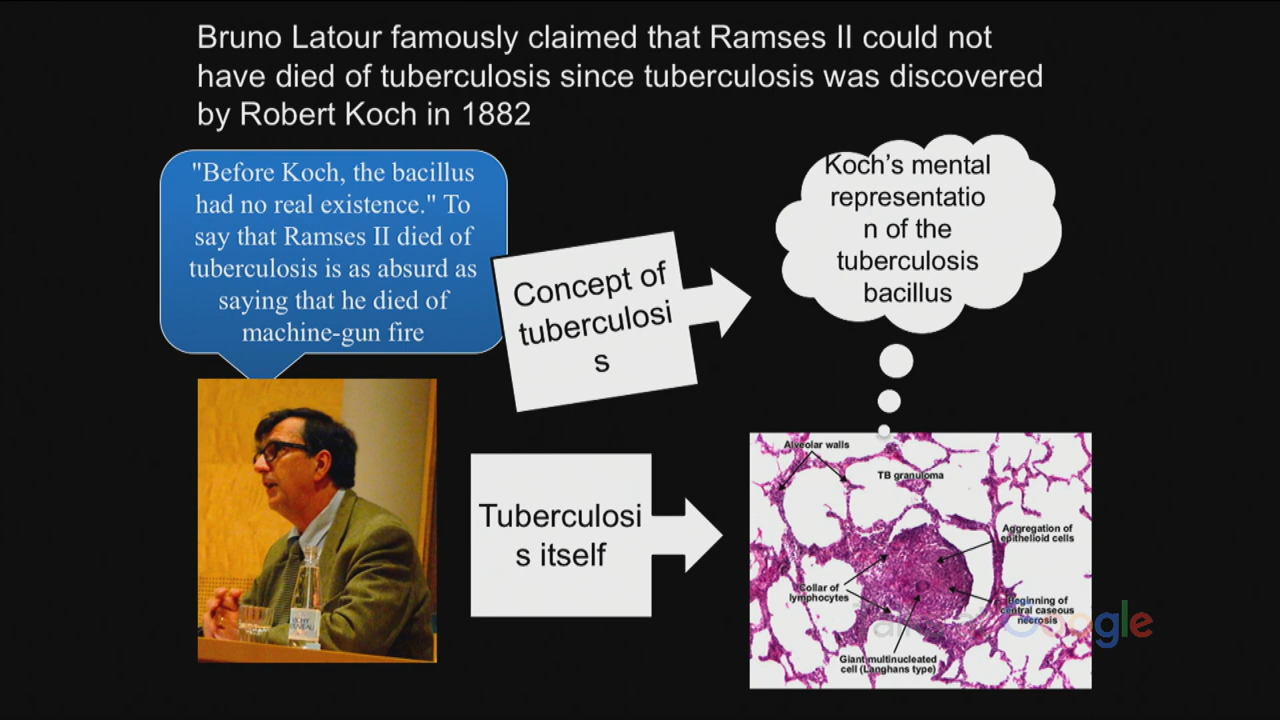 Bruno Latour famously claimed that Ramses II could not
have died of tuberculosis since tuberculosis was discovered
by Robert Koch in 1882
"Before Koch, the bacillus
had no real existence." To
say that Ramses II died of
tuberculosis is as absurd as
saying that he died of
machine-gun fire
Concept of
tuberculosi
s
Koch's mental
representatio
n of the
tuberculosis
bacillus
Tuberculosi
s itself
Alveolar walls
TB granuloma
Aggregation of
epithelioid cells
Collar of
lymphocytes
Beginning of
central caseous
necrosis
Giant multinucleated
cell (Langhans type)
Google